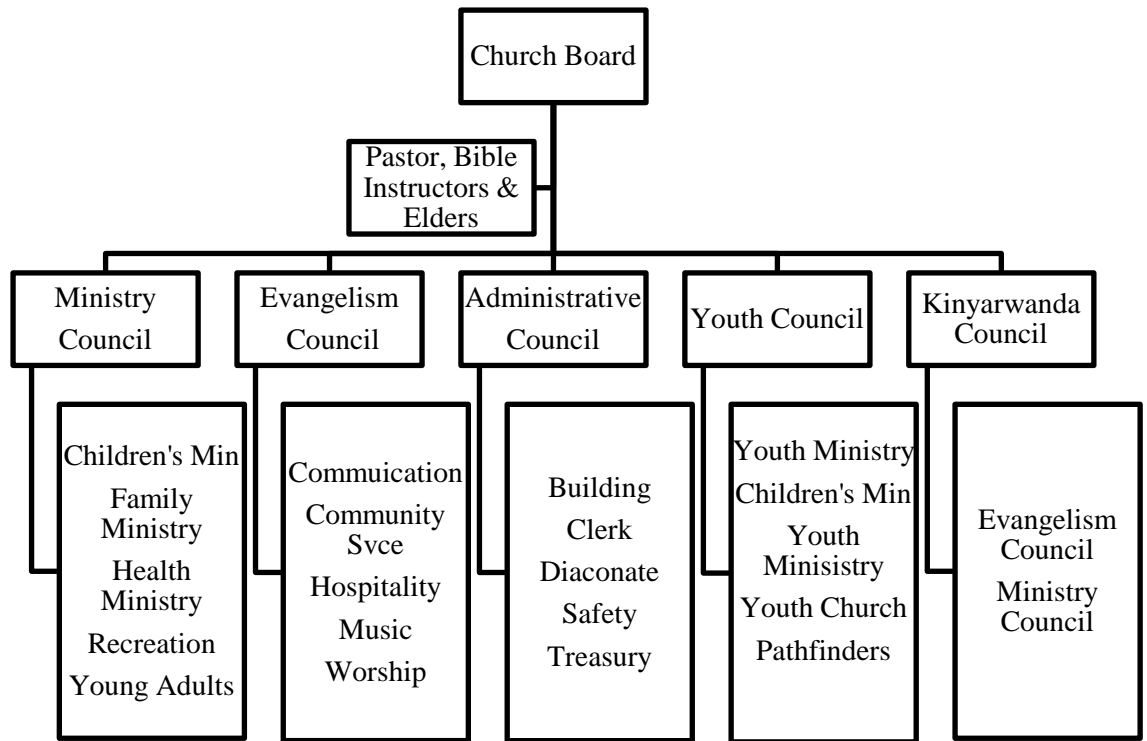 Church Board
Pastor, Bible
Instructors &
Elders
Ministry
Council
Evangelism
Council
Administrative
Council
Youth Council
Kinyarwanda
Council
Children's Min
Family
Ministry
Health
Ministry
Recreation
Young Adults
Commuication
Community
Svce
Hospitality
Music
Worship
Building
Clerk
Diaconate
Safety
Treasury
Youth Ministry
Children's Min
Youth
Minisistry
Youth Church
Pathfinders
Evangelism
Council
Ministry
Council